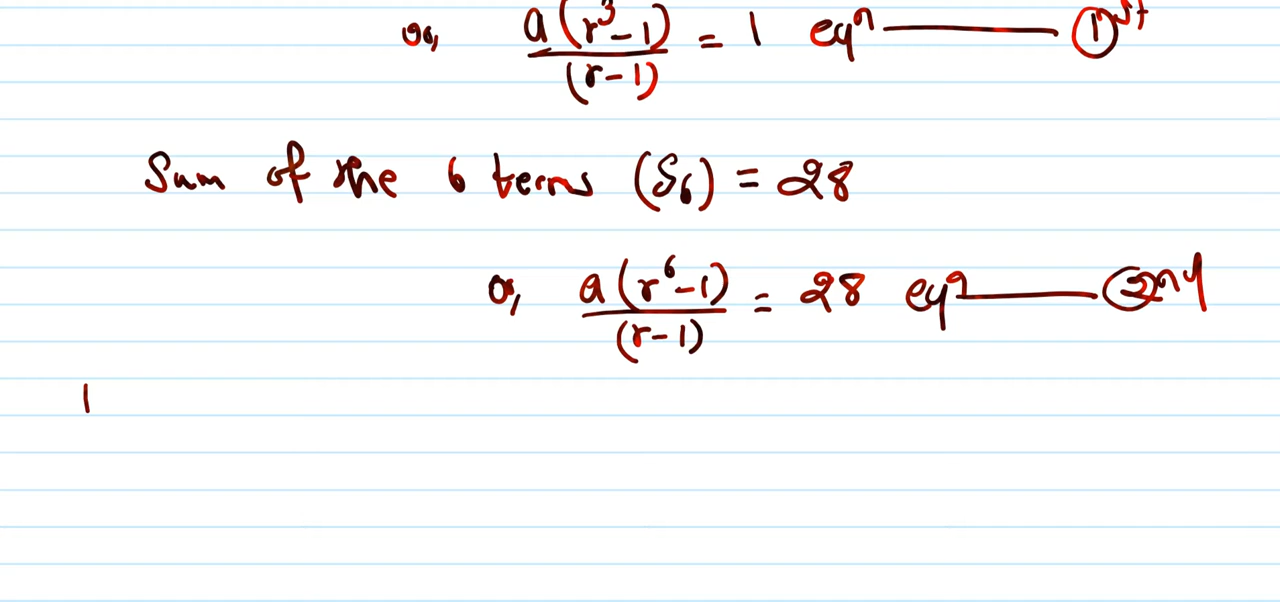 or, a(r³-1)/(r-1) = 1 eqⁿ ——— ①st
Sum of the 6 terms (S₆) = 28
or, a(r⁶-1)/(r-1) = 28 eqⁿ ——— ②nd